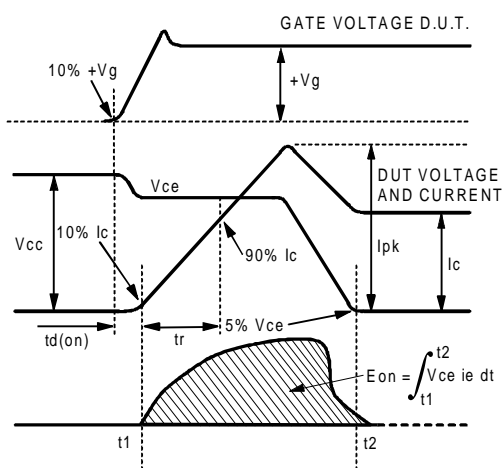 GATE VOLTAGE D.U.T.
10% +Vg
+Vg
DUT VOLTAGE
AND CURRENT
Vce
Vcc
10% Ic
90% Ic
Ipk
Ic
td(on)
tr
5% Vce
Eon = ∫ Vce ie dt
t2
t1
t1
t2